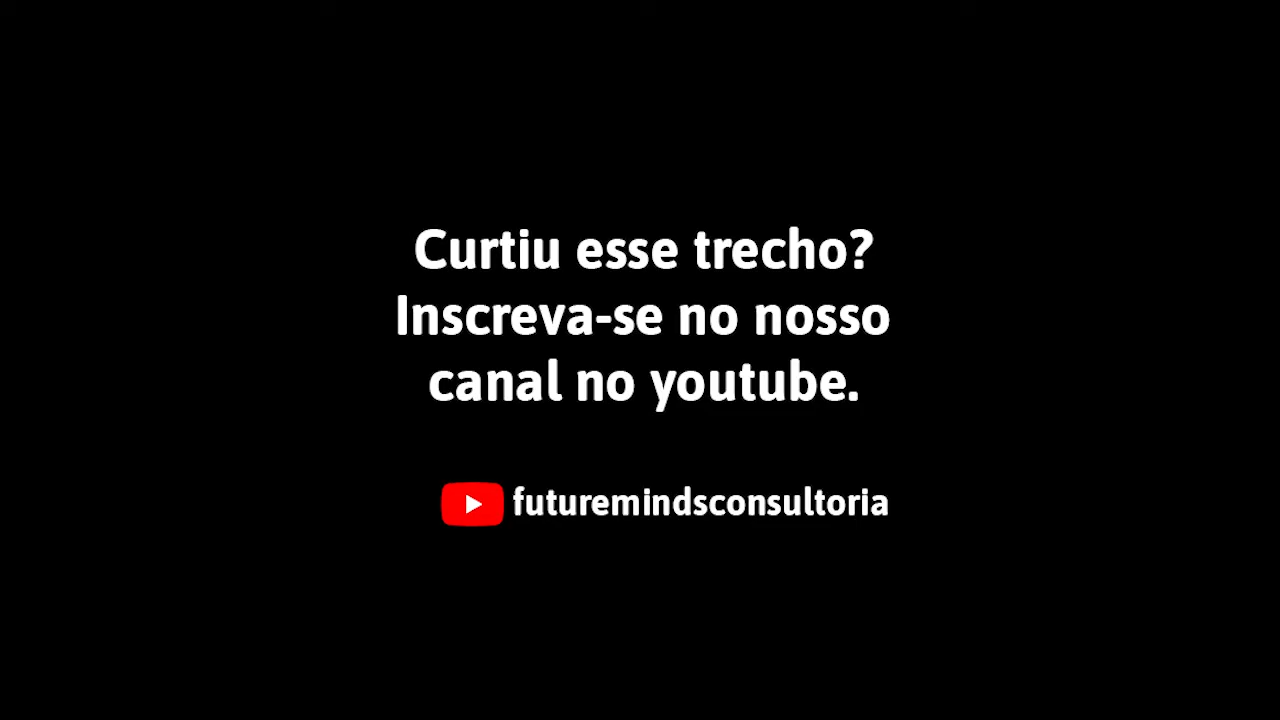 Curtiu esse trecho?
Inscreva-se no nosso
canal no youtube.
futuremindsconsultoria